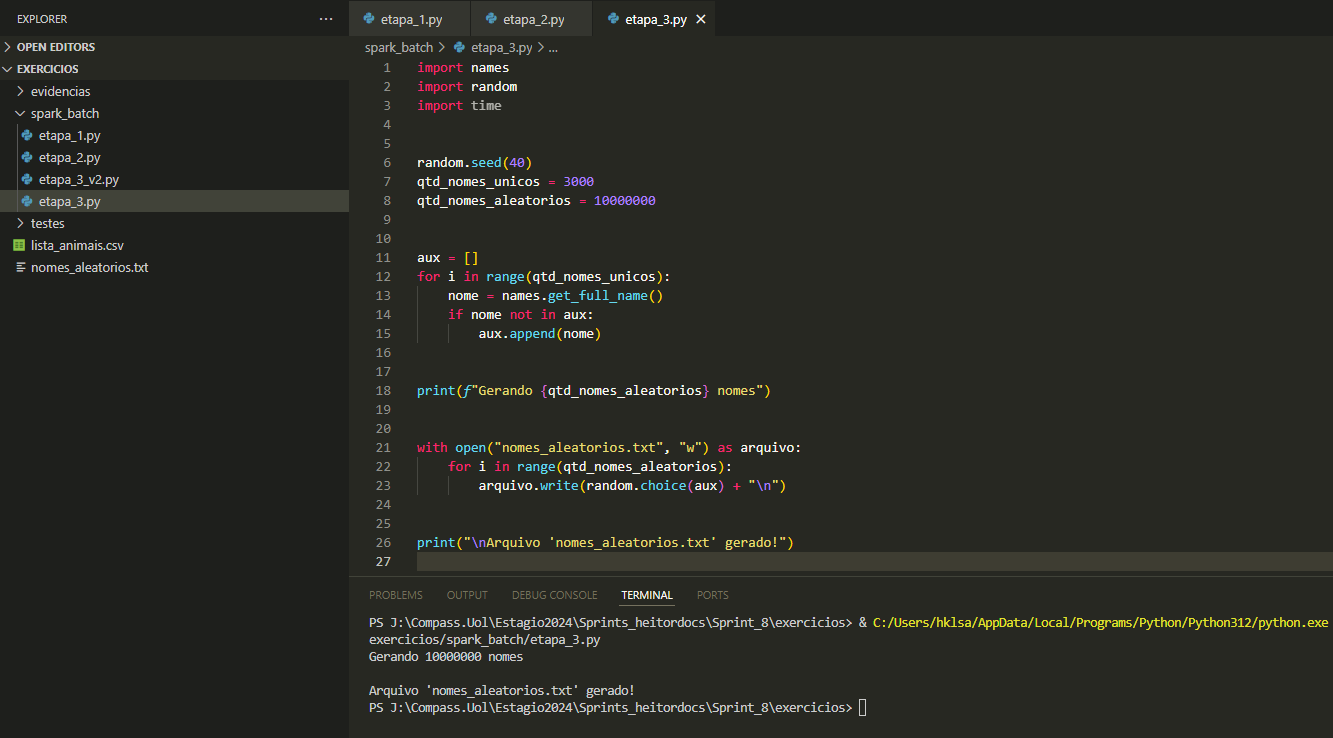 EXPLORER
...
OPEN EDITORS
EXERCICIOS
evidencias
spark_batch
etapa_1.py
etapa_2.py
etapa_3_v2.py
etapa_3.py
testes
lista_animais.csv
nomes_aleatorios.txt
etapa_1.py etapa_2.py etapa_3.py
spark_batch > etapa_3.py > ...
1 import names
2 import random
3 import time
4
5
6 random.seed(40)
7 qtd_nomes_unicos = 3000
8 qtd_nomes_aleatorios = 10000000
9
10
11 aux = []
12 for i in range(qtd_nomes_unicos):
13 nome = names.get_full_name()
14 if nome not in aux:
15 aux.append(nome)
16
17
18 print(f"Gerando {qtd_nomes_aleatorios} nomes")
19
20
21 with open("nomes_aleatorios.txt", "w") as arquivo:
22 for i in range(qtd_nomes_aleatorios):
23 arquivo.write(random.choice(aux) + "\n")
24
25
26 print("\nArquivo 'nomes_aleatorios.txt' gerado!")
27
PROBLEMS OUTPUT DEBUG CONSOLE TERMINAL PORTS
PS J:\Compass.Uol\Estagio2024\Sprints_heitordocs\Sprint_8\exercicios> & C:/Users/hklsa/AppData/Local/Programs/Python/Python312/python.exe
exercicios/spark_batch/etapa_3.py
Gerando 10000000 nomes
Arquivo 'nomes_aleatorios.txt' gerado!
PS J:\Compass.Uol\Estagio2024\Sprints_heitordocs\Sprint_8\exercicios>